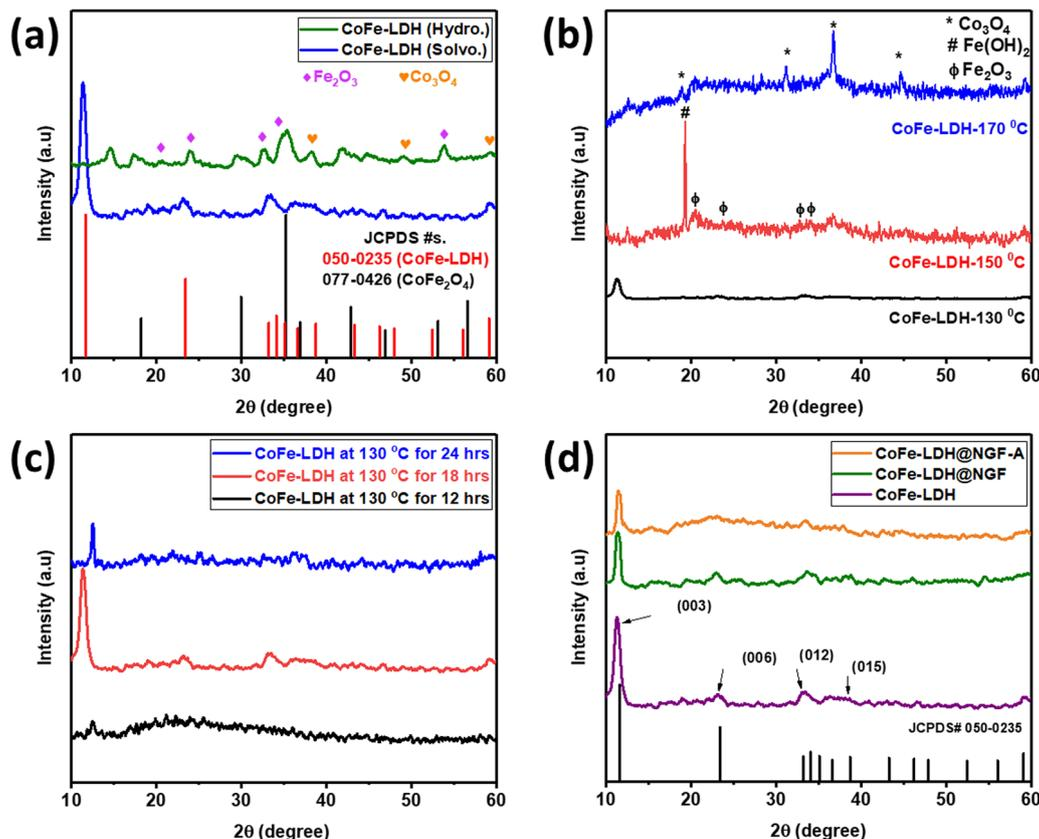 (a)
CoFe-LDH (Hydro.)
CoFe-LDH (Solvo.)
♦Fe₂O₃ ♥Co₃O₄
JCPDS #s.
050-0235 (CoFe-LDH)
077-0426 (CoFe₂O₄)
Intensity (a.u)
10 20 30 40 50 60
2θ (degree)
(b)
* Co₃O₄
# Fe(OH)₂
ϕ Fe₂O₃
* * * *
CoFe-LDH-170 ⁰C
#
ϕ ϕ ϕ ϕ
CoFe-LDH-150 ⁰C
CoFe-LDH-130 ⁰C
Intensity (a.u)
10 20 30 40 50 60
2θ (degree)
(c)
CoFe-LDH at 130 ⁰C for 24 hrs
CoFe-LDH at 130 ⁰C for 18 hrs
CoFe-LDH at 130 ⁰C for 12 hrs
Intensity (a.u)
10 20 30 40 50 60
2θ (degree)
(d)
CoFe-LDH@NGF-A
CoFe-LDH@NGF
CoFe-LDH
(003)
(006) (012) (015)
JCPDS# 050-0235
Intensity (a.u)
10 20 30 40 50 60
2θ (degree)